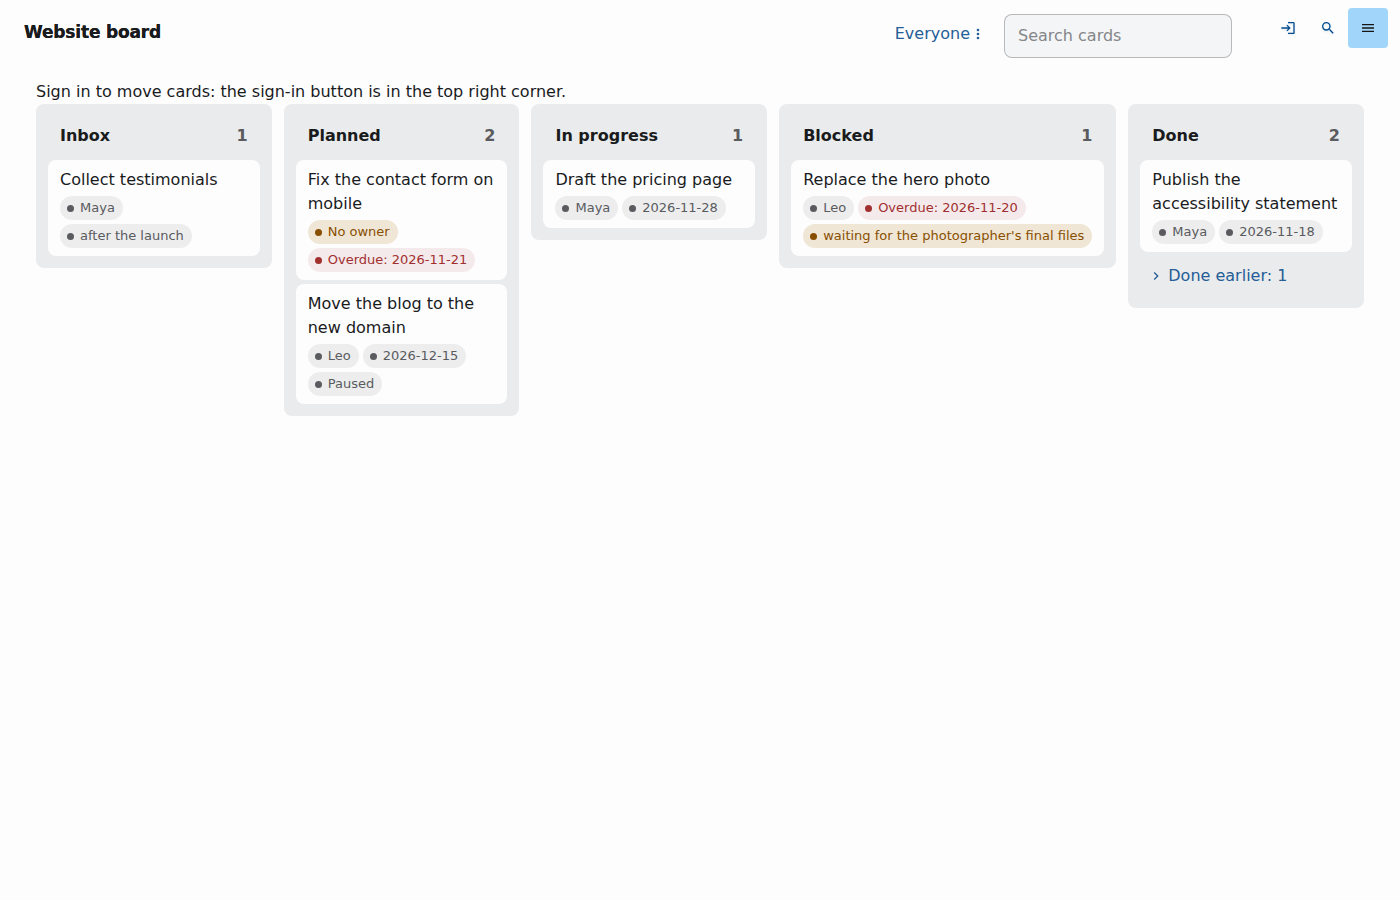 Website board
Everyone
Search cards
Sign in to move cards: the sign-in button is in the top right corner.
Inbox 1
Collect testimonials
Maya
after the launch
Planned 2
Fix the contact form on
mobile
No owner
Overdue: 2026-11-21
Move the blog to the
new domain
Leo 2026-12-15
Paused
In progress 1
Draft the pricing page
Maya 2026-11-28
Blocked 1
Replace the hero photo
Leo Overdue: 2026-11-20
waiting for the photographer's final files
Done 2
Publish the
accessibility statement
Maya 2026-11-18
Done earlier: 1